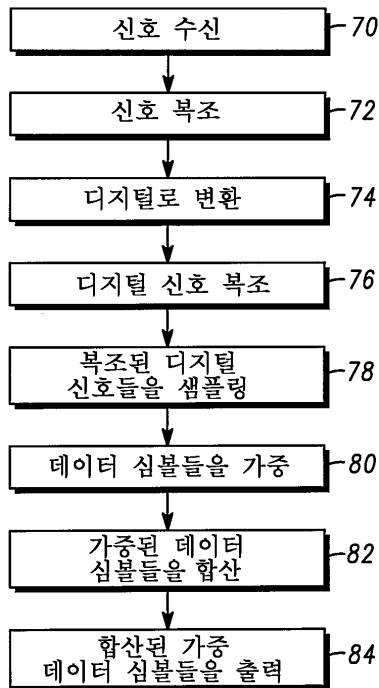 신호 수신 70
신호 복조 72
디지털로 변환 74
디지털 신호 복조 76
복조된 디지털
신호들을 샘플링 78
데이터 심볼들을 가중 80
가중된 데이터
심볼들을 합산 82
합산된 가중
데이터 심볼들을 출력 84